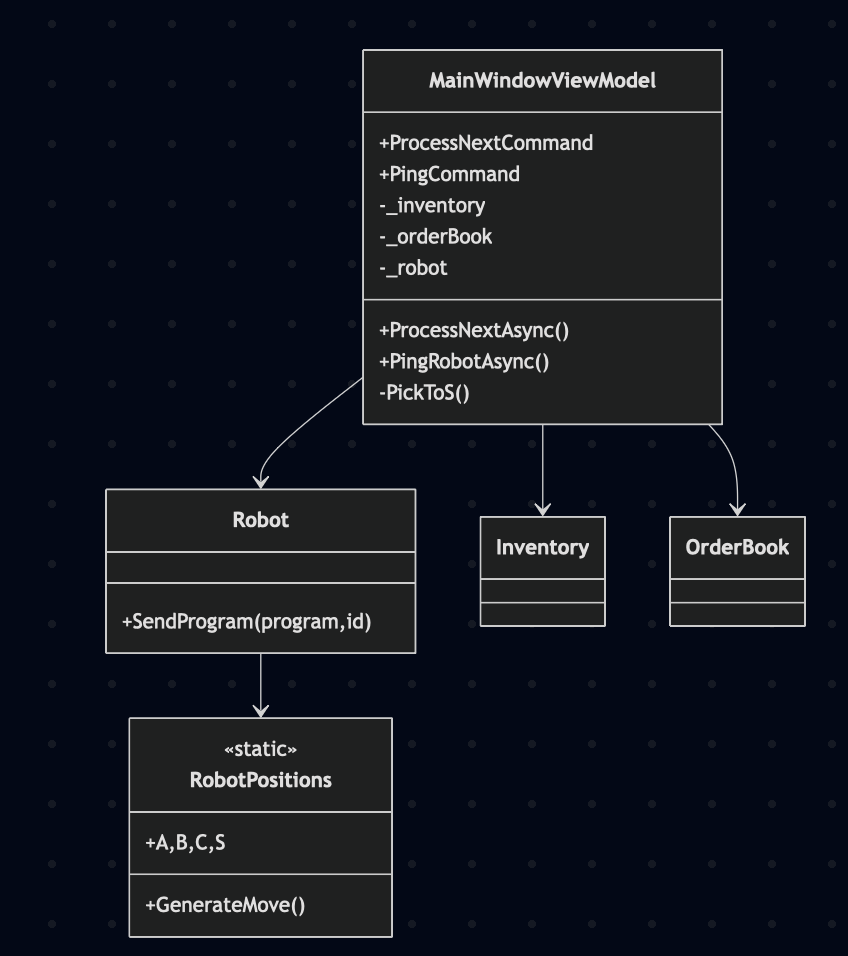 MainWindowViewModel
+ProcessNextCommand
+PingCommand
-_inventory
-_orderBook
-_robot
+ProcessNextAsync()
+PingRobotAsync()
-PickToS()
Robot
+SendProgram(program,id)
Inventory
OrderBook
«static»
RobotPositions
+A,B,C,S
+GenerateMove()